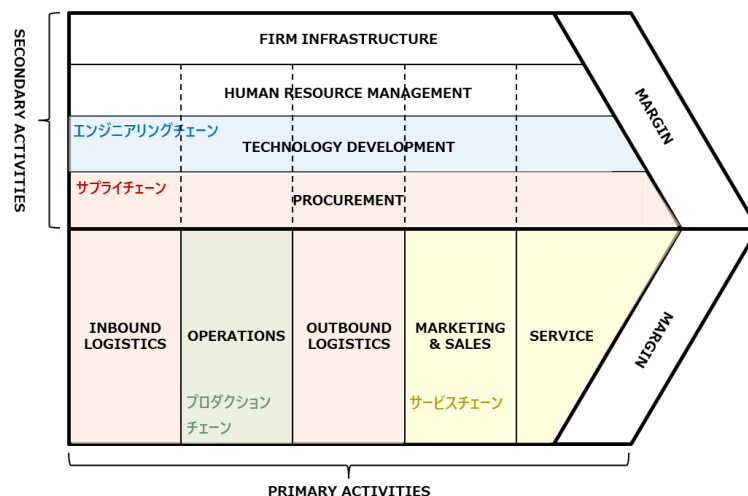 SECONDARY ACTIVITIES
FIRM INFRASTRUCTURE
HUMAN RESOURCE MANAGEMENT
エンジニアリングチェーン
TECHNOLOGY DEVELOPMENT
サプライチェーン
PROCUREMENT
MARGIN
INBOUND
LOGISTICS
OPERATIONS
プロダクション
チェーン
OUTBOUND
LOGISTICS
MARKETING
& SALES
サービスチェーン
SERVICE
MARGIN
PRIMARY ACTIVITIES